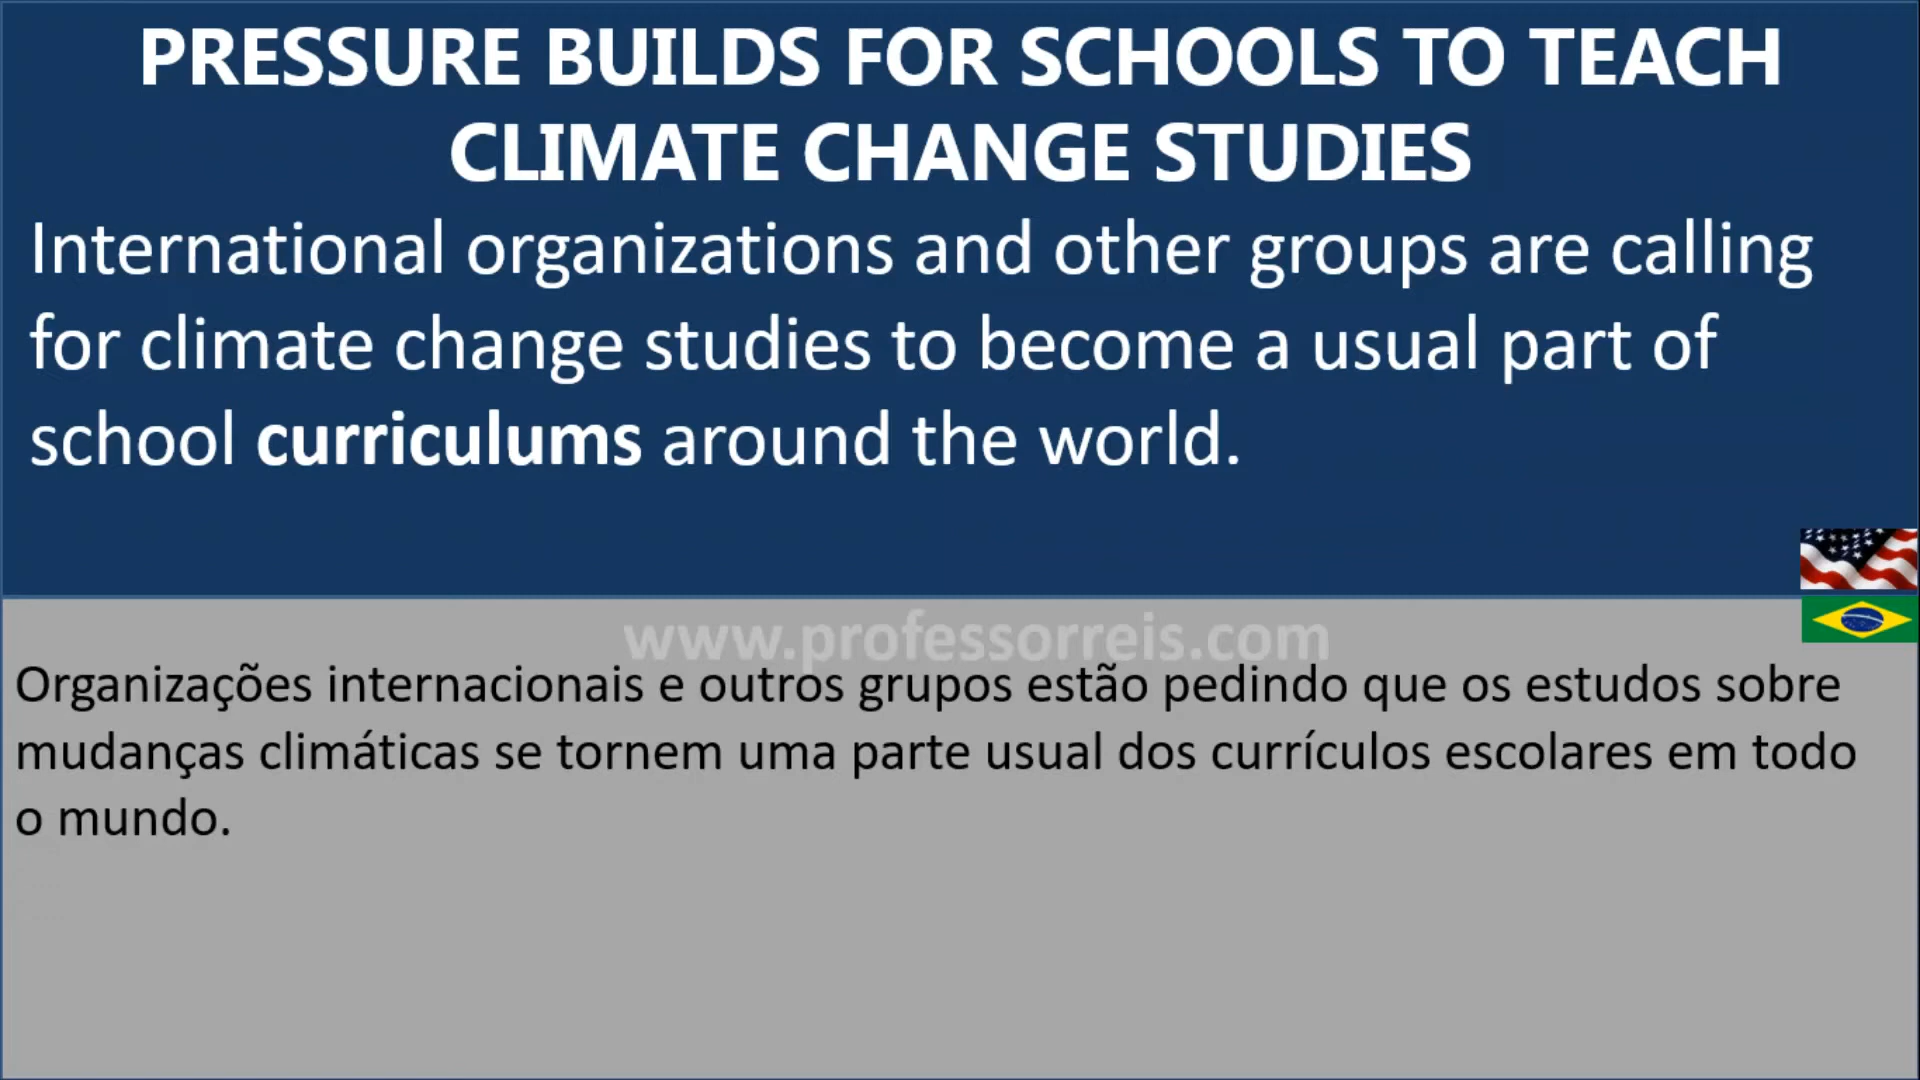 PRESSURE BUILDS FOR SCHOOLS TO TEACH
CLIMATE CHANGE STUDIES
International organizations and other groups are calling
for climate change studies to become a usual part of
school curriculums around the world.
www.professorreis.com
Organizações internacionais e outros grupos estão pedindo que os estudos sobre
mudanças climáticas se tornem uma parte usual dos currículos escolares em todo
o mundo.